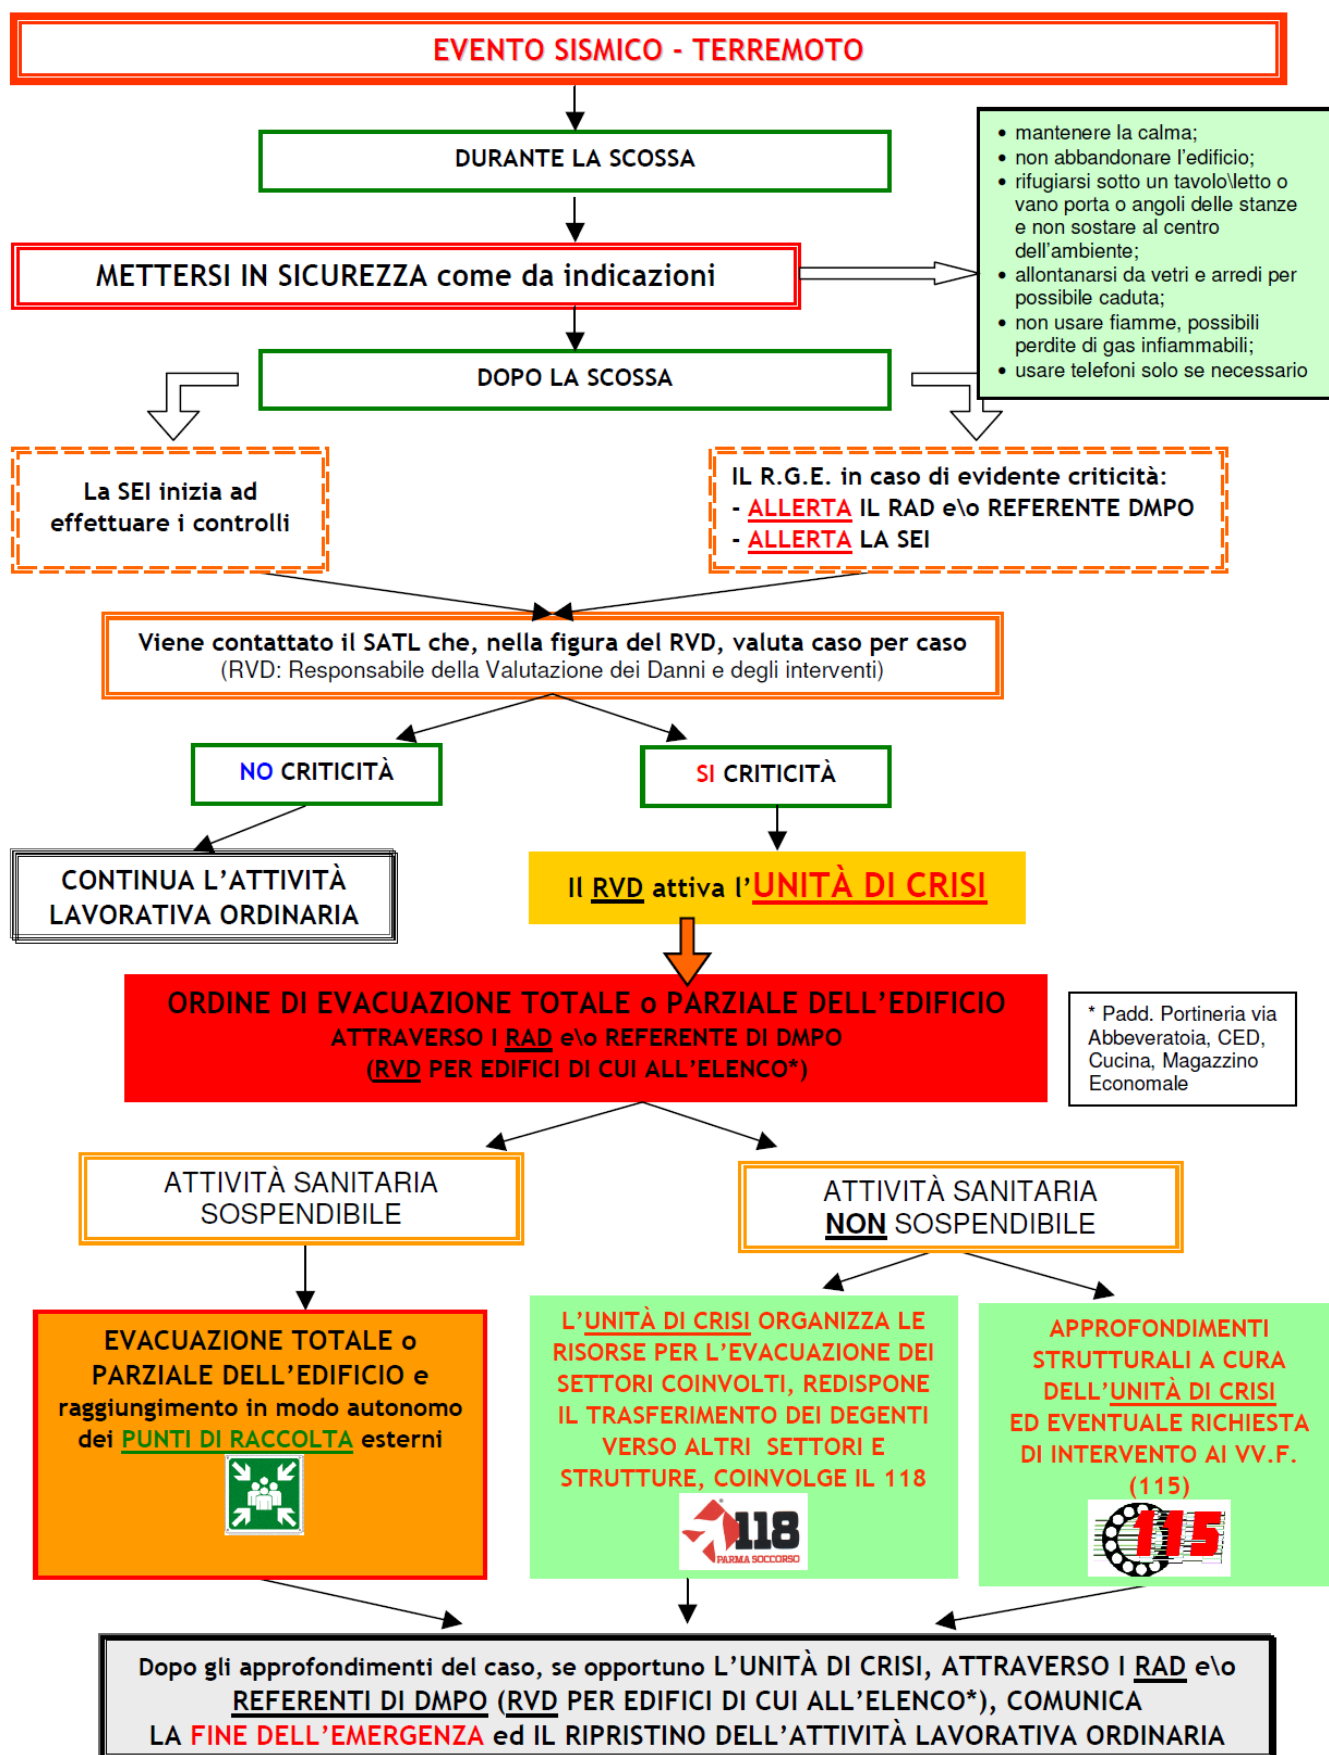 EVENTO SISMICO - TERREMOTO
DURANTE LA SCOSSA
• mantenere la calma;
• non abbandonare l'edificio;
• rifugiarsi sotto un tavolo\letto o
vano porta o angoli delle stanze
e non sostare al centro
dell'ambiente;
• allontanarsi da vetri e arredi per
possibile caduta;
• non usare fiamme, possibili
perdite di gas infiammabili;
• usare telefoni solo se necessario
METTERSI IN SICUREZZA come da indicazioni
DOPO LA SCOSSA
La SEI inizia ad
effettuare i controlli
IL R.G.E. in caso di evidente criticità:
- ALLERTA IL RAD e\o REFERENTE DMPO
- ALLERTA LA SEI
Viene contattato il SATL che, nella figura del RVD, valuta caso per caso
(RVD: Responsabile della Valutazione dei Danni e degli interventi)
NO CRITICITÀ
SI CRITICITÀ
CONTINUA L'ATTIVITÀ
LAVORATIVA ORDINARIA
Il RVD attiva l'UNITÀ DI CRISI
ORDINE DI EVACUAZIONE TOTALE o PARZIALE DELL'EDIFICIO
ATTRAVERSO I RAD e\o REFERENTE DI DMPO
(RVD PER EDIFICI DI CUI ALL'ELENCO*)
* Padd. Portineria via
Abbeveratoia, CED,
Cucina, Magazzino
Economale
ATTIVITÀ SANITARIA
SOSPENDIBILE
ATTIVITÀ SANITARIA
NON SOSPENDIBILE
EVACUAZIONE TOTALE o
PARZIALE DELL'EDIFICIO e
raggiungimento in modo autonomo
dei PUNTI DI RACCOLTA esterni
L'UNITÀ DI CRISI ORGANIZZA LE
RISORSE PER L'EVACUAZIONE DEI
SETTORI COINVOLTI, REDISPONE
IL TRASFERIMENTO DEI DEGENTI
VERSO ALTRI SETTORI E
STRUTTURE, COINVOLGE IL 118
118
PARMA SOCCORSO
APPROFONDIMENTI
STRUTTURALI A CURA
DELL'UNITÀ DI CRISI
ED EVENTUALE RICHIESTA
DI INTERVENTO AI VV.F.
(115)
115
Dopo gli approfondimenti del caso, se opportuno L'UNITÀ DI CRISI, ATTRAVERSO I RAD e\o
REFERENTI DI DMPO (RVD PER EDIFICI DI CUI ALL'ELENCO*), COMUNICA
LA FINE DELL'EMERGENZA ed IL RIPRISTINO DELL'ATTIVITÀ LAVORATIVA ORDINARIA